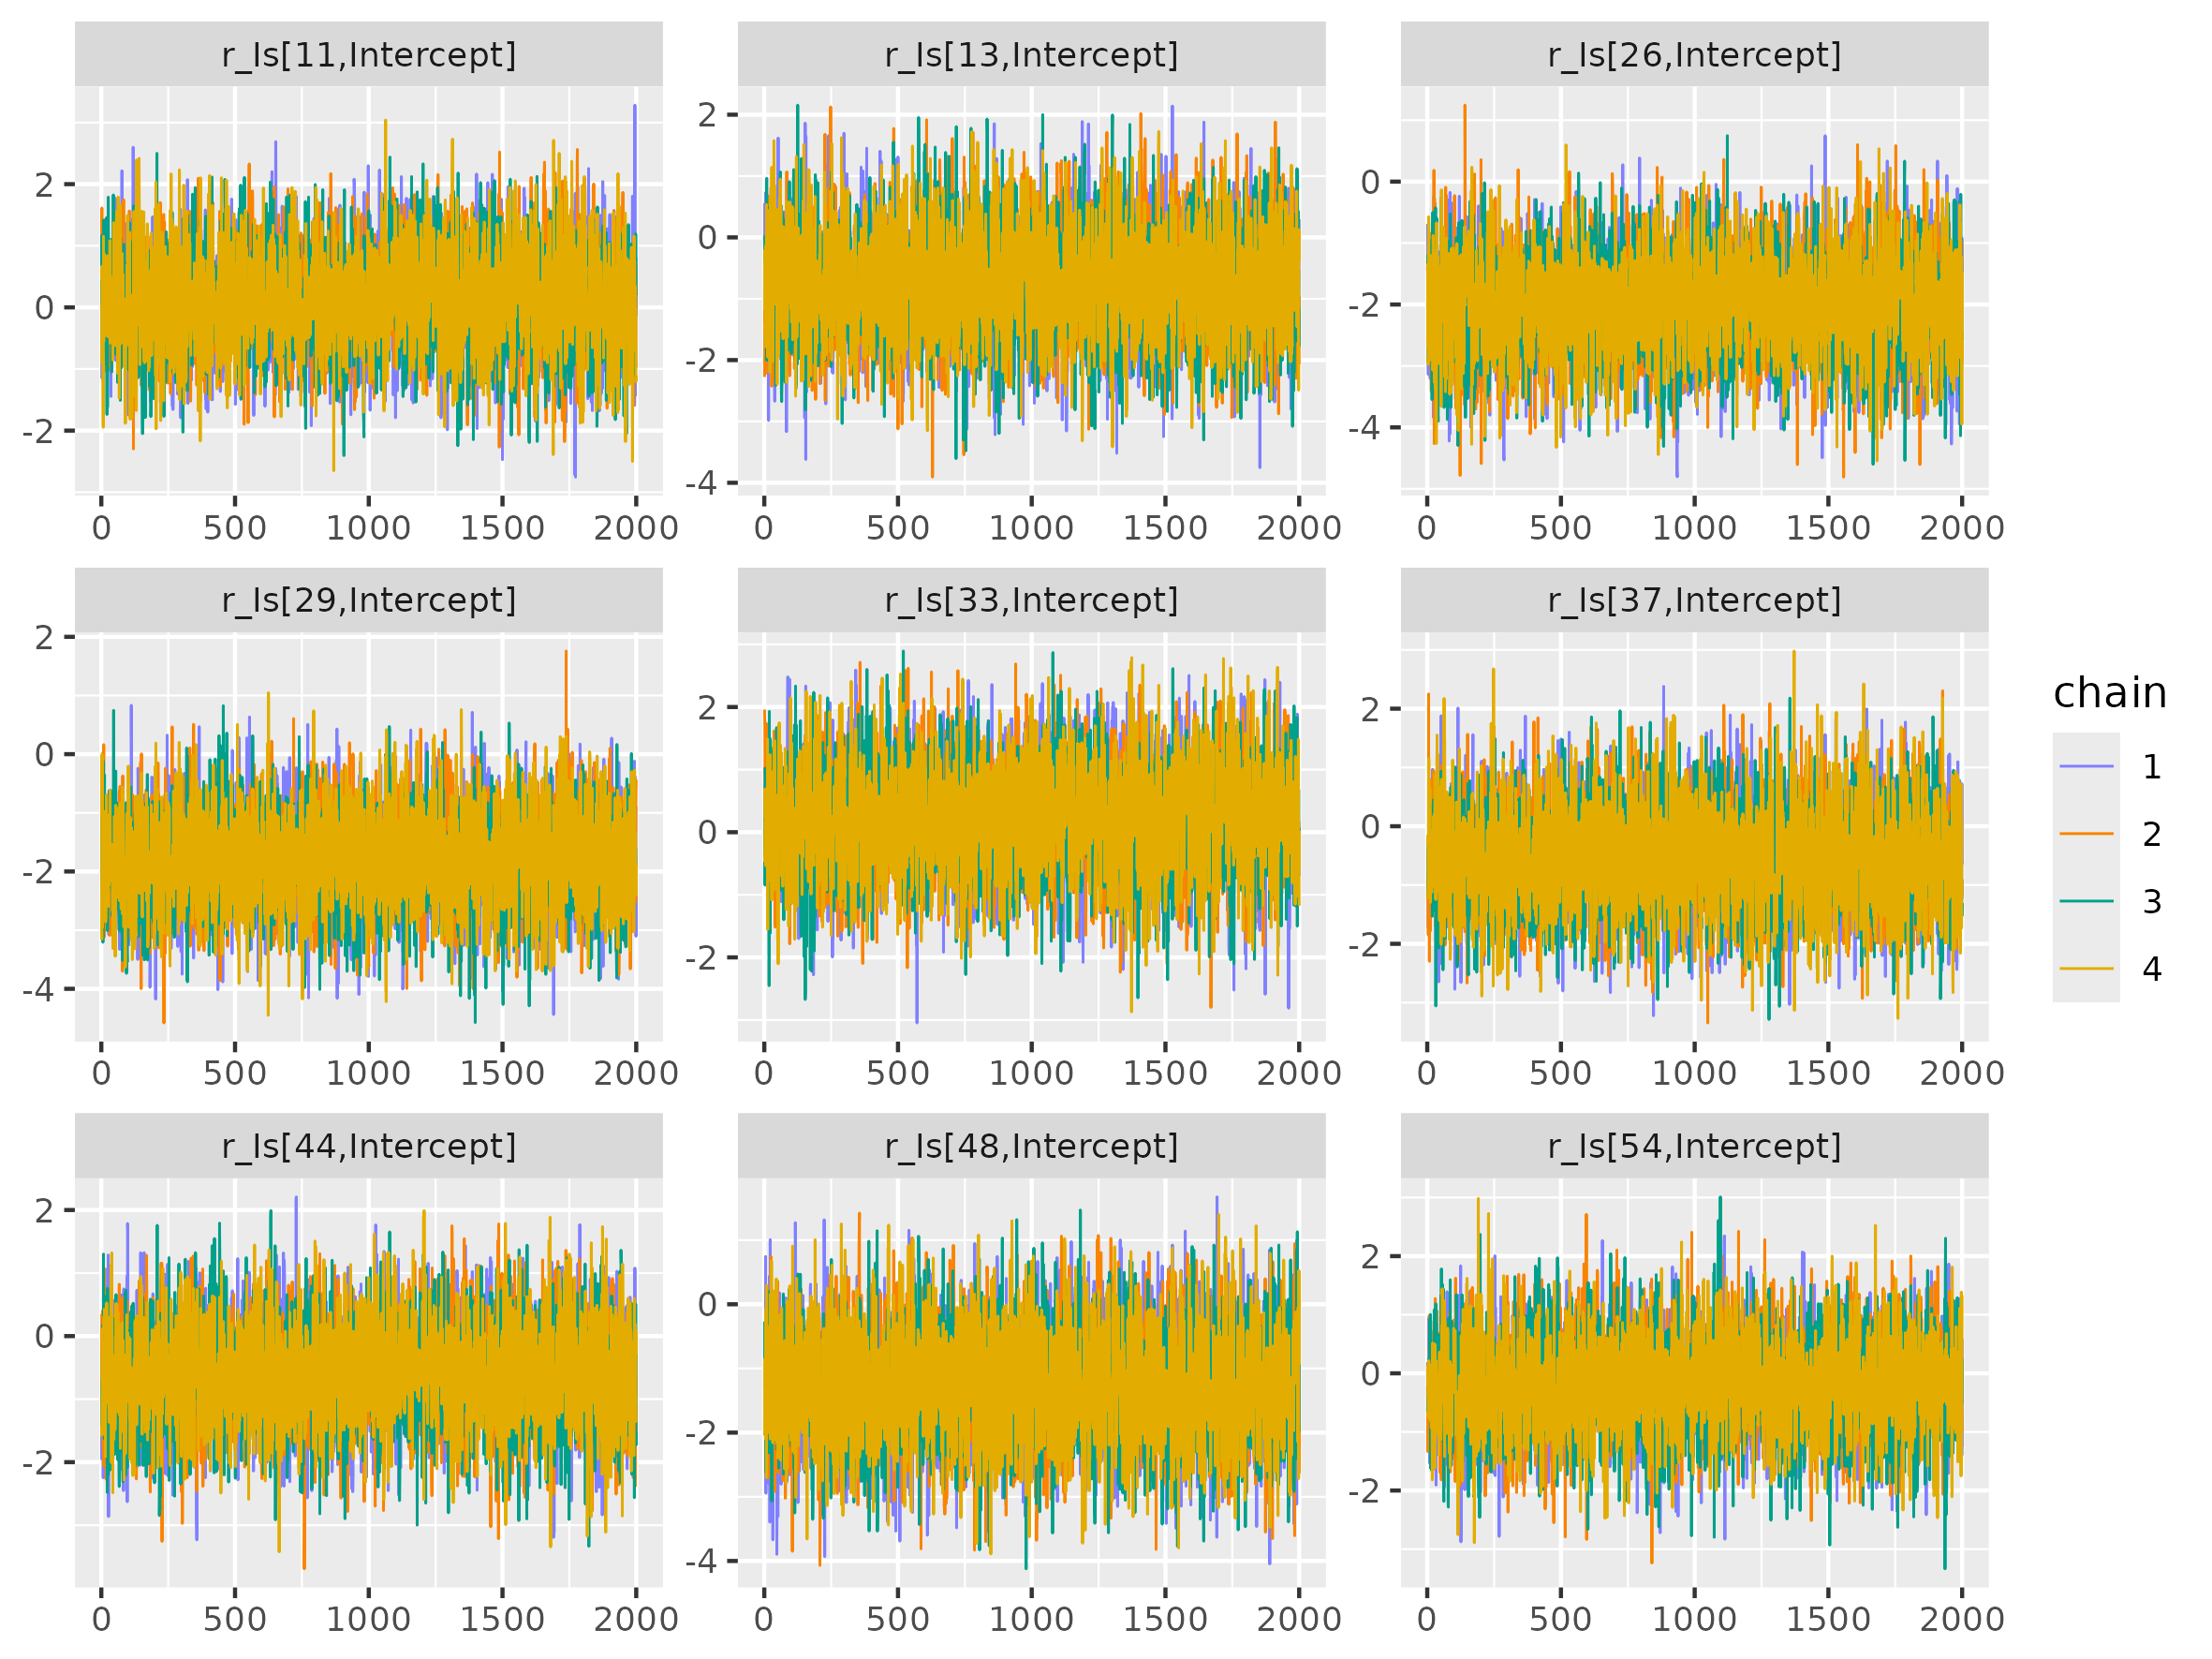 r_Is[11,Intercept] r_Is[13,Intercept] r_Is[26,Intercept]
2 0 -2
2 0 -2 -4
0 -2 -4
0 500 1000 1500 2000 0 500 1000 1500 2000 0 500 1000 1500 2000
r_Is[29,Intercept] r_Is[33,Intercept] r_Is[37,Intercept]
2 0 -2 -4
2 0 -2
2 0 -2
0 500 1000 1500 2000 0 500 1000 1500 2000 0 500 1000 1500 2000
r_Is[44,Intercept] r_Is[48,Intercept] r_Is[54,Intercept]
2 0 -2
0 -2 -4
2 0 -2
0 500 1000 1500 2000 0 500 1000 1500 2000 0 500 1000 1500 2000
chain
1
2
3
4